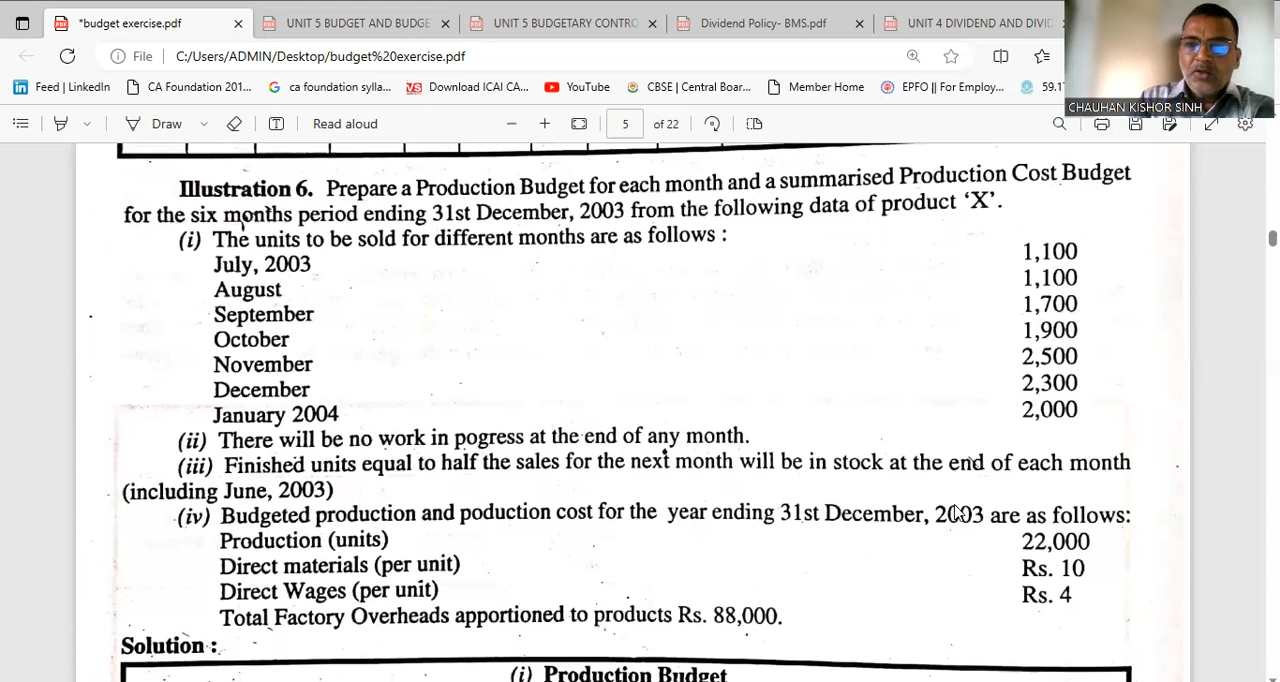 *budget exercise.pdf
UNIT 5 BUDGET AND BUDGE
UNIT 5 BUDGETARY CONTRO
Dividend Policy- BMS.pdf
UNIT 4 DIVIDEND AND DIVID
File
C:/Users/ADMIN/Desktop/budget%20exercise.pdf
Feed | LinkedIn
CA Foundation 201...
ca foundation sylla...
Download ICAI CA...
YouTube
CBSE | Central Boar...
Member Home
EPFO || For Employ...
59.1
CHAUHAN KISHOR SINH
Draw
Read aloud
5 of 22
Illustration 6. Prepare a Production Budget for each month and a summarised Production Cost Budget
for the six months period ending 31st December, 2003 from the following data of product ‘X’.
(i) The units to be sold for different months are as follows :
July, 2003 1,100
August 1,100
September 1,700
October 1,900
November 2,500
December 2,300
January 2004 2,000
(ii) There will be no work in pogress at the end of any month.
(iii) Finished units equal to half the sales for the next month will be in stock at the end of each month
(including June, 2003)
(iv) Budgeted production and poduction cost for the year ending 31st December, 2003 are as follows:
Production (units) 22,000
Direct materials (per unit) Rs. 10
Direct Wages (per unit) Rs. 4
Total Factory Overheads apportioned to products Rs. 88,000.
Solution :
(i) Production Budget